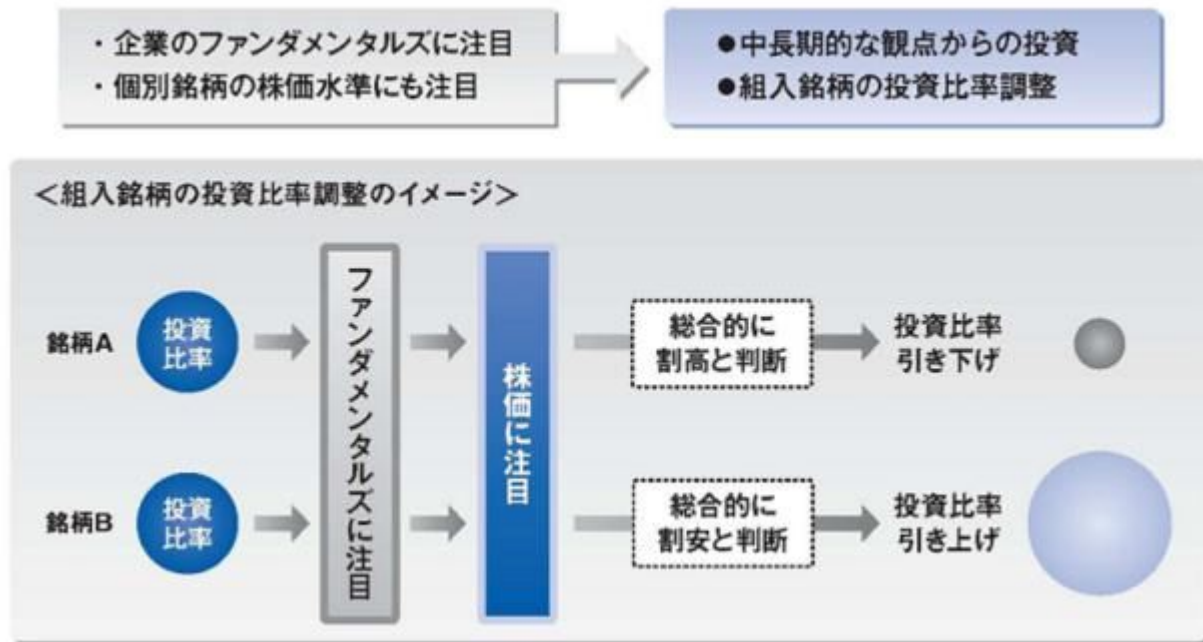 ・企業のファンダメンタルズに注目
・個別銘柄の株価水準にも注目
●中長期的な観点からの投資
●組入銘柄の投資比率調整
＜組入銘柄の投資比率調整のイメージ＞
銘柄A
投資
比率
ファンダメンタルズに注目
株価に注目
総合的に
割高と判断
投資比率
引き下げ
銘柄B
投資
比率
総合的に
割安と判断
投資比率
引き上げ